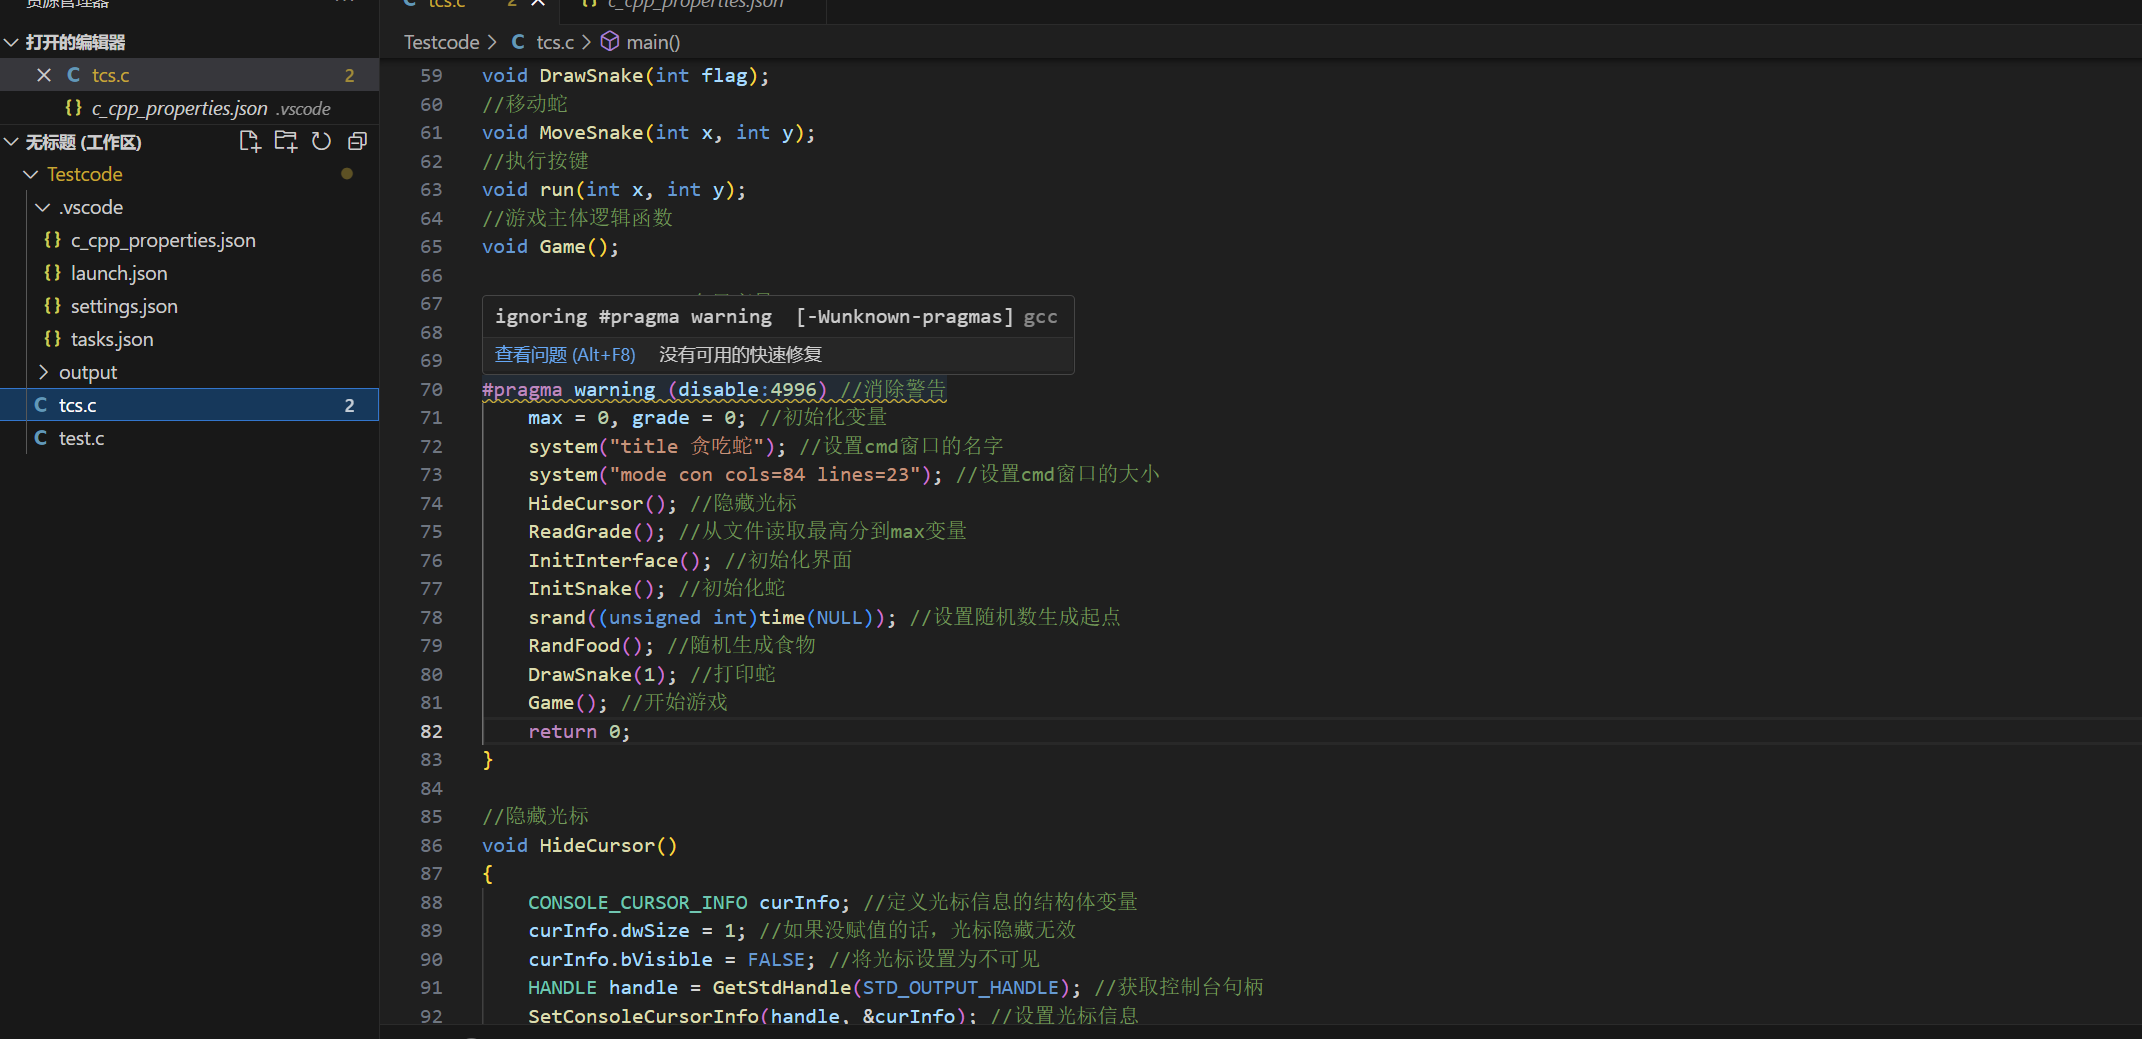 资源管理器 ···
打开的编辑器
tcs.c 2
c_cpp_properties.json .vscode
无标题 (工作区)
Testcode
.vscode
c_cpp_properties.json
launch.json
settings.json
tasks.json
output
C tcs.c 2
C test.c
C tcs.c 2 × {} c_cpp_properties.json
Testcode > C tcs.c > main()
59 void DrawSnake(int flag);
60 //移动蛇
61 void MoveSnake(int x, int y);
62 //执行按键
63 void run(int x, int y);
64 //游戏主体逻辑函数
65 void Game();
66
67
68
69
ignoring #pragma warning [-Wunknown-pragmas] gcc
查看问题 (Alt+F8) 没有可用的快速修复
70 #pragma warning (disable:4996) //消除警告
71 max = 0, grade = 0; //初始化变量
72 system("title 贪吃蛇"); //设置cmd窗口的名字
73 system("mode con cols=84 lines=23"); //设置cmd窗口的大小
74 HideCursor(); //隐藏光标
75 ReadGrade(); //从文件读取最高分到max变量
76 InitInterface(); //初始化界面
77 InitSnake(); //初始化蛇
78 srand((unsigned int)time(NULL)); //设置随机数生成起点
79 RandFood(); //随机生成食物
80 DrawSnake(1); //打印蛇
81 Game(); //开始游戏
82 return 0;
83 }
84
85 //隐藏光标
86 void HideCursor()
87 {
88 CONSOLE_CURSOR_INFO curInfo; //定义光标信息的结构体变量
89 curInfo.dwSize = 1; //如果没赋值的话，光标隐藏无效
90 curInfo.bVisible = FALSE; //将光标设置为不可见
91 HANDLE handle = GetStdHandle(STD_OUTPUT_HANDLE); //获取控制台句柄
92 SetConsoleCursorInfo(handle, &curInfo); //设置光标信息